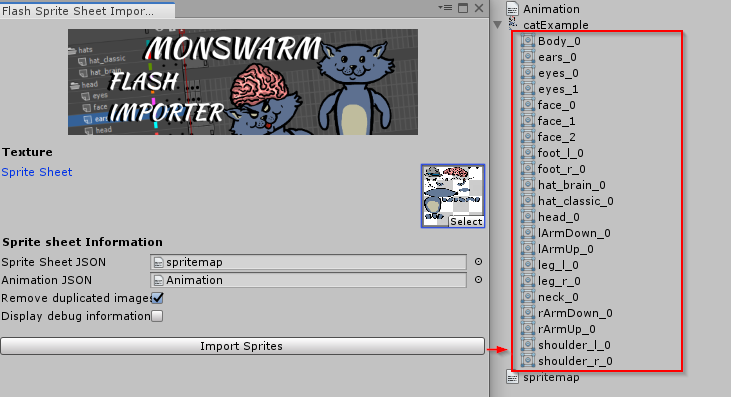 Flash Sprite Sheet Impor...
hats
hat_classic
hat_brain
head
eyes
face
ears
head
MONSWARM
FLASH
IMPORTER
Texture
Sprite Sheet
Select
Sprite sheet Information
Sprite Sheet JSON
spritemap
Animation JSON
Animation
Remove duplicated images
Display debug information
Import Sprites
Animation
catExample
Body_0
ears_0
eyes_0
eyes_1
face_0
face_1
face_2
foot_l_0
foot_r_0
hat_brain_0
hat_classic_0
head_0
lArmDown_0
lArmUp_0
leg_l_0
leg_r_0
neck_0
rArmDown_0
rArmUp_0
shoulder_l_0
shoulder_r_0
spritemap